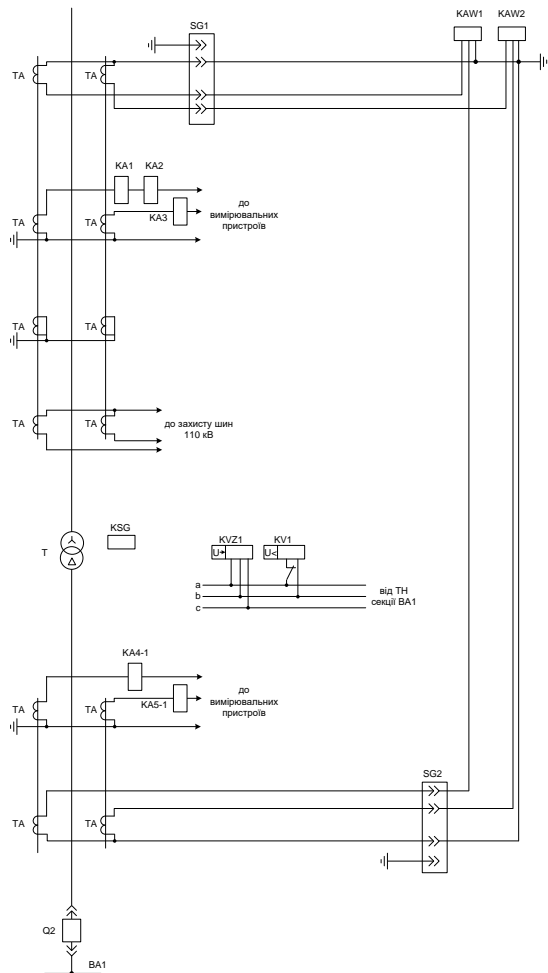 KAW1 KAW2
SG1
TA TA
KA1 KA2
до
вимірювальних
пристроїв
KA3
TA TA
TA TA
до захисту шин
110 кВ
TA TA
KSG
T
KVZ1 KV1
U U<
a
b
c
від ТН
секції ВА1
KA4-1
до
вимірювальних
пристроїв
KA5-1
TA TA
SG2
TA TA
Q2
BA1